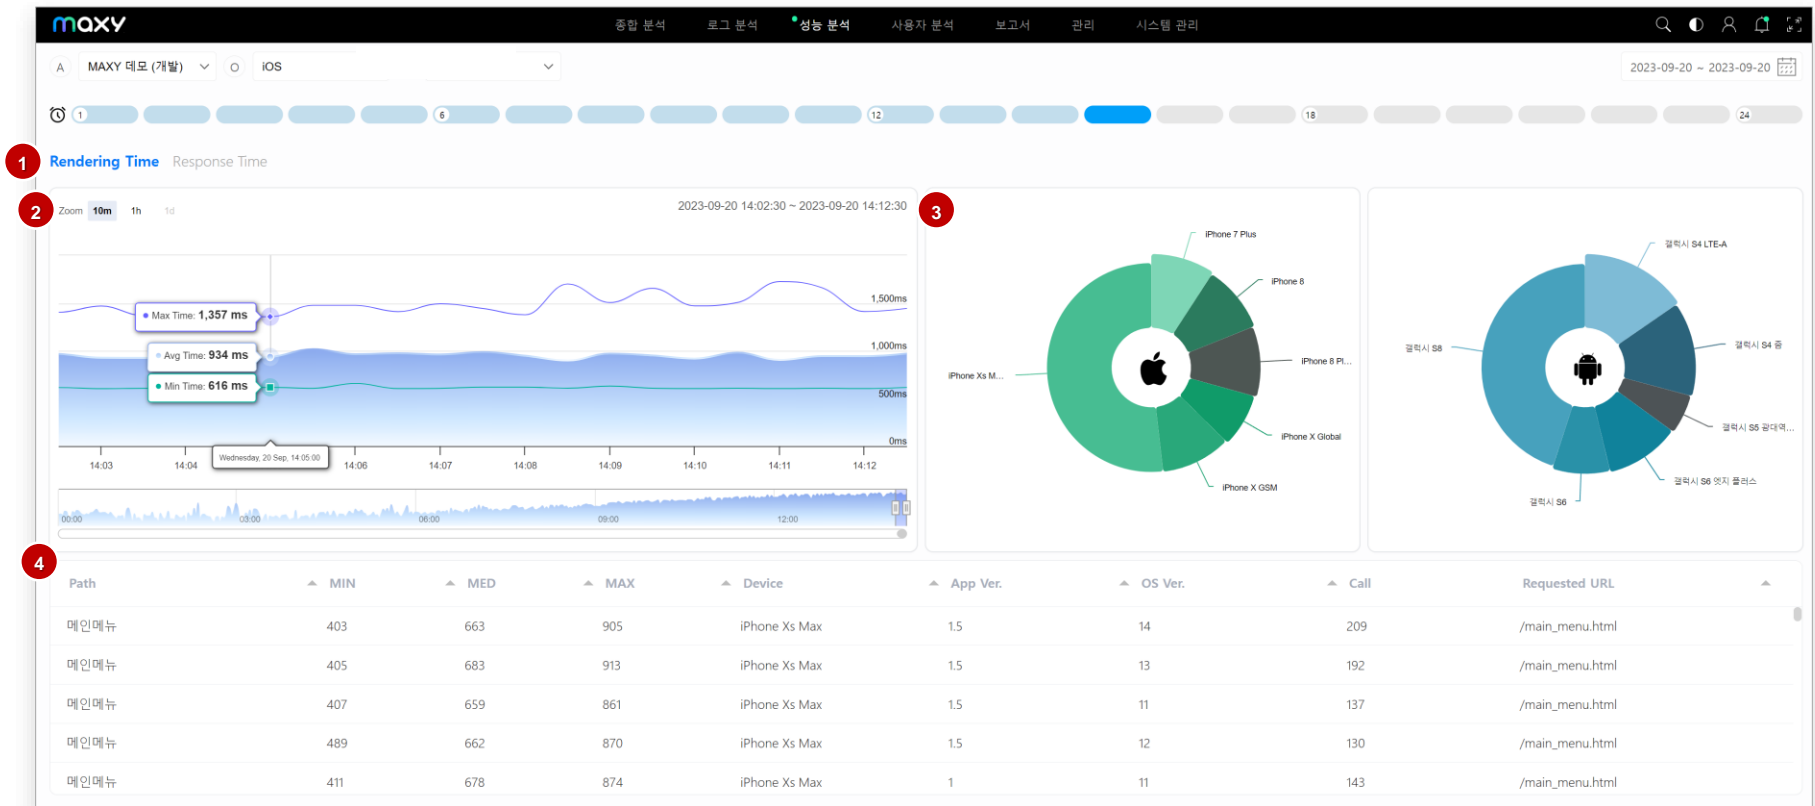 maxy
종합 분석 로그 분석 성능 분석 사용자 분석 보고서 관리 시스템 관리
A MAXY 데모 (개발) O iOS 2023-09-20 ~ 2023-09-20
1 6 12 18 24
1 Rendering Time Response Time
2 Zoom 10m 1h 1d 2023-09-20 14:02:30 ~ 2023-09-20 14:12:30
1,500ms
Max Time: 1,357 ms
1,000ms
Avg Time: 934 ms
Min Time: 616 ms
500ms
0ms
Wednesday, 20 Sep, 14:05:00
14:03 14:04 14:06 14:07 14:08 14:09 14:10 14:11 14:12
00:00 03:00 06:00 09:00 12:00
3
iPhone 7 Plus
iPhone 8
iPhone 8 Pl...
iPhone Xs M...
iPhone X Global
iPhone X GSM
갤럭시 S4 LTE-A
갤럭시 S8
갤럭시 S4 줌
갤럭시 S5 광대역...
갤럭시 S6 엣지 플러스
갤럭시 S6
4
Path MIN MED MAX Device App Ver. OS Ver. Call Requested URL
메인메뉴 403 663 905 iPhone Xs Max 1.5 14 209 /main_menu.html
메인메뉴 405 683 913 iPhone Xs Max 1.5 13 192 /main_menu.html
메인메뉴 407 659 861 iPhone Xs Max 1.5 11 137 /main_menu.html
메인메뉴 489 662 870 iPhone Xs Max 1.5 12 130 /main_menu.html
메인메뉴 411 678 874 iPhone Xs Max 1 11 143 /main_menu.html